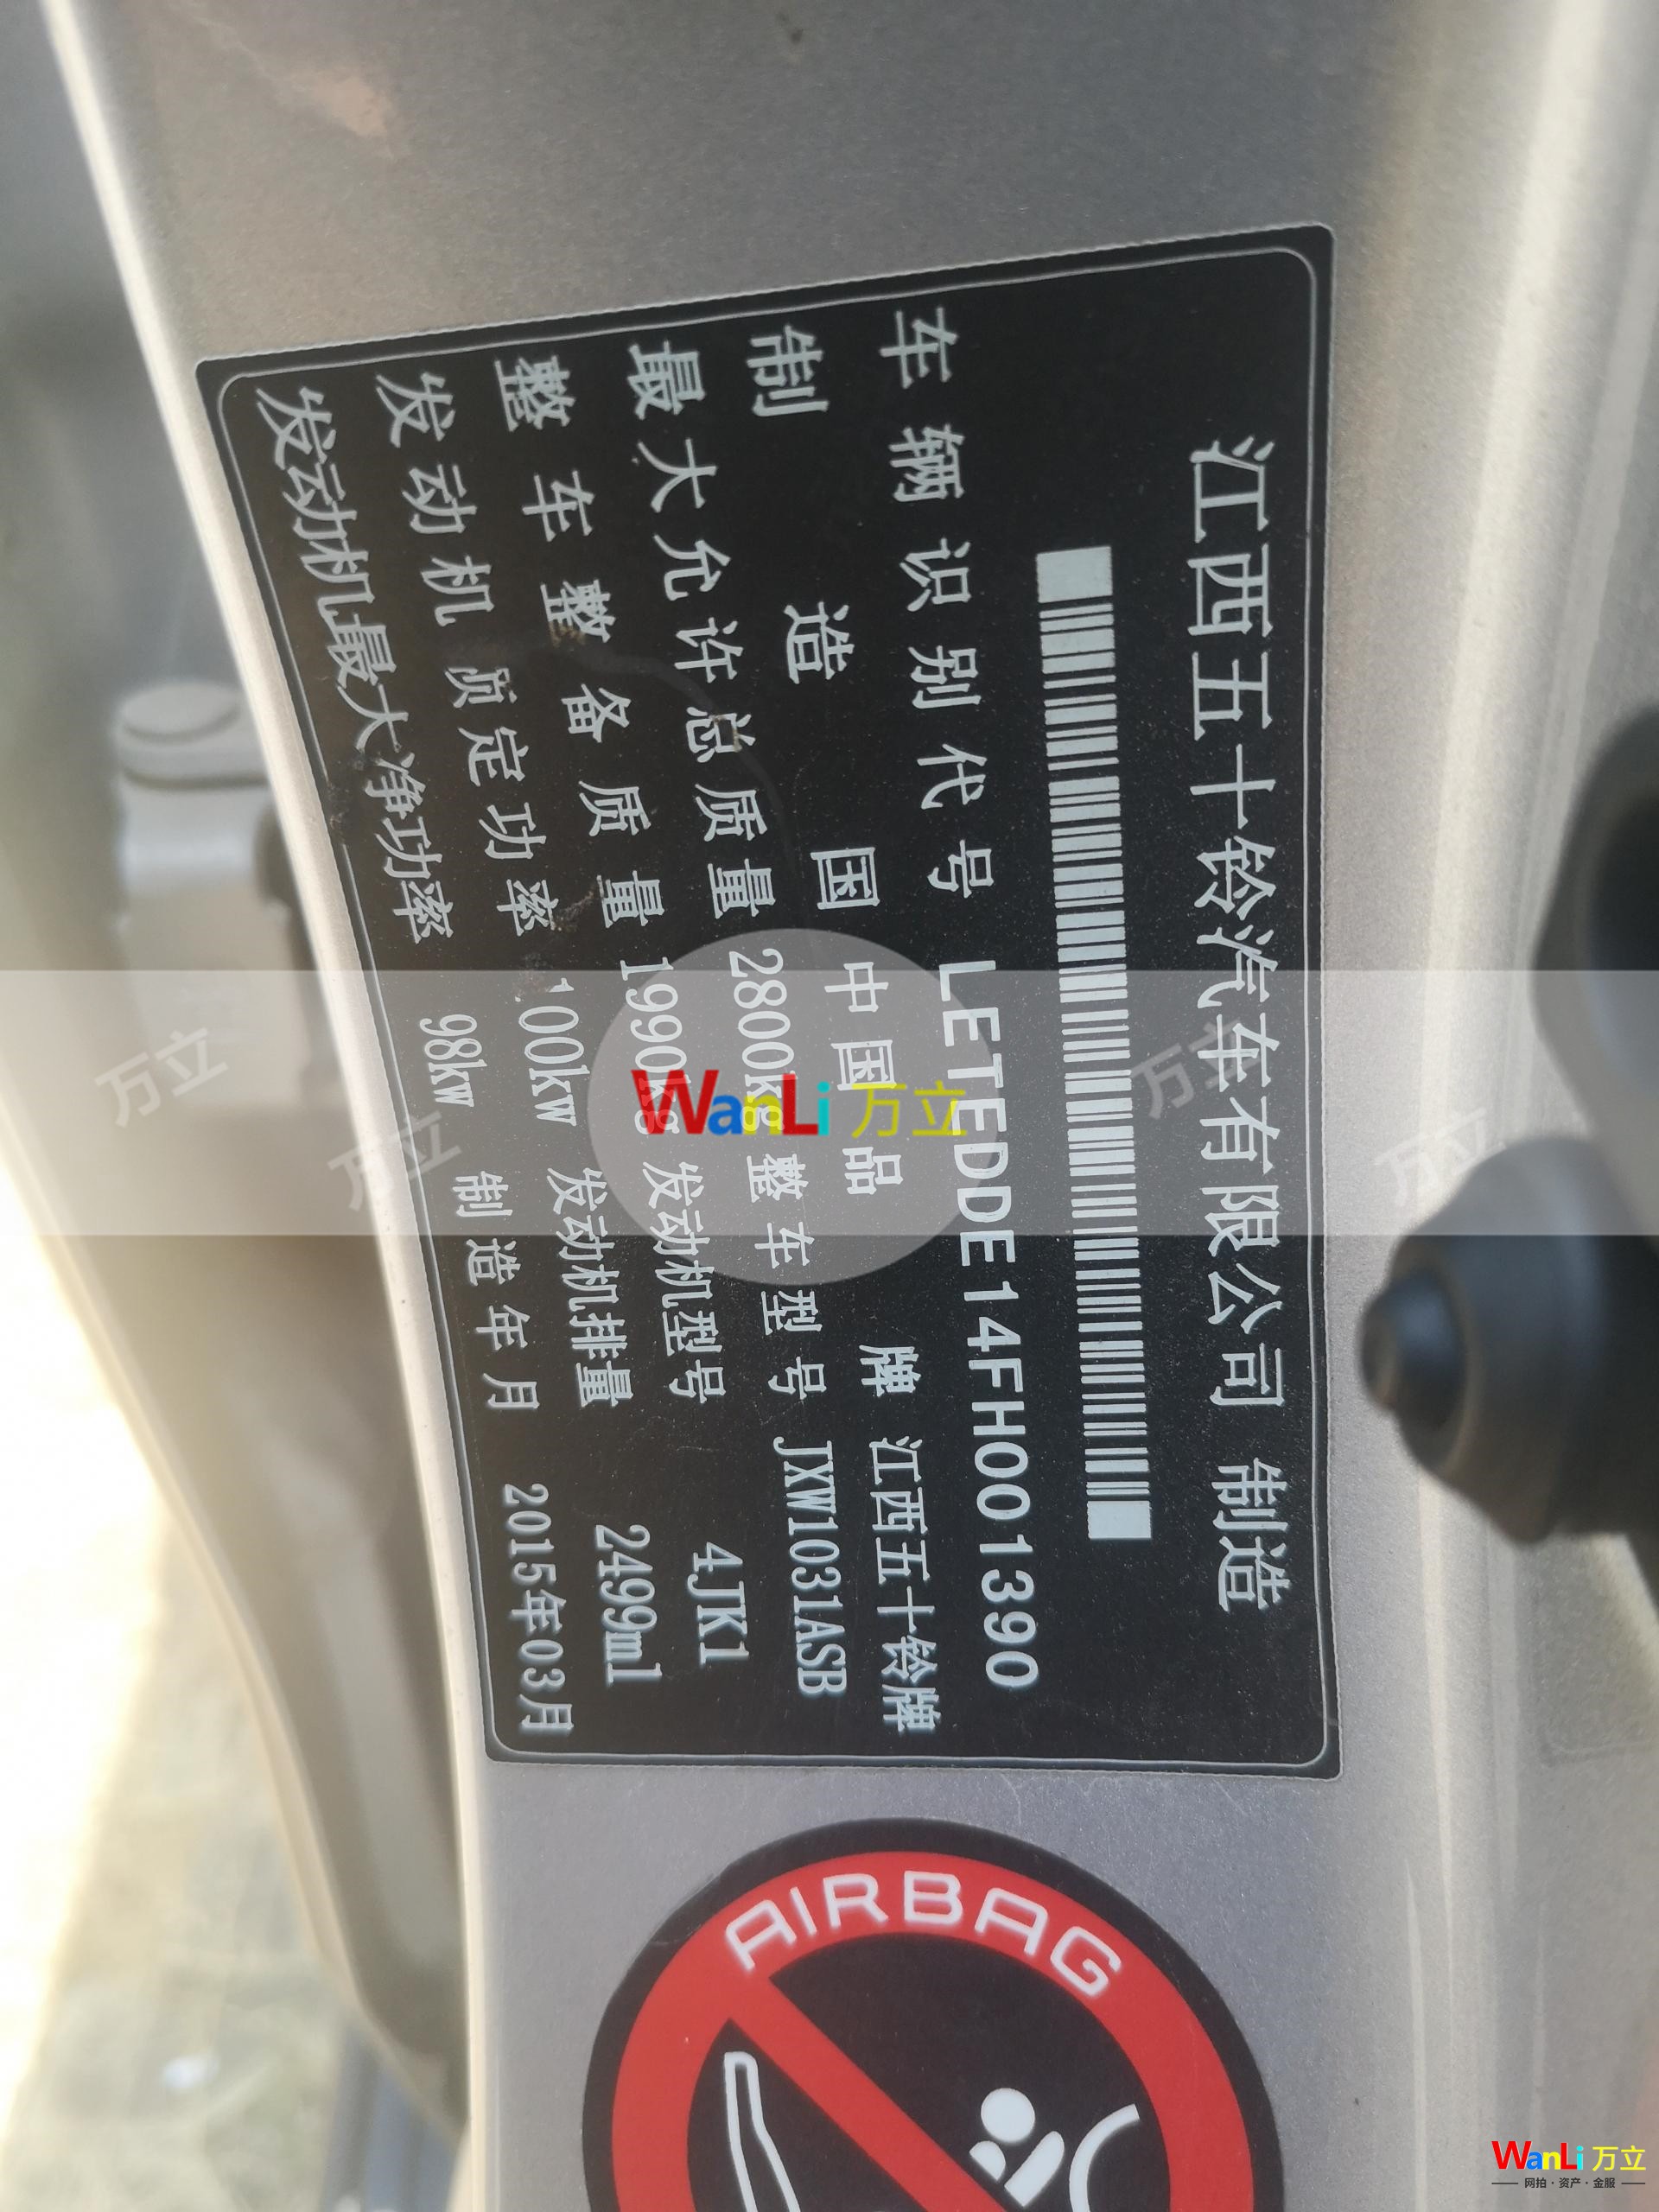 江西五十铃汽车有限公司 制造
车辆识别代号 LETEDDE14FH001390
制造国 中国 品牌 江西五十铃牌
最大允许总质量 2800kg 整车型号 JXW1031ASB
整车整备质量 1990kg 发动机型号 4JK1
发动机质定功率 100kw 发动机排量 2499ml
发动机最大净功率 98kw 制造年月 2015年03月
AIRBAG
WanLi 万立
万立
万立
万立
万立
WanLi 万立
网拍·资产·金服